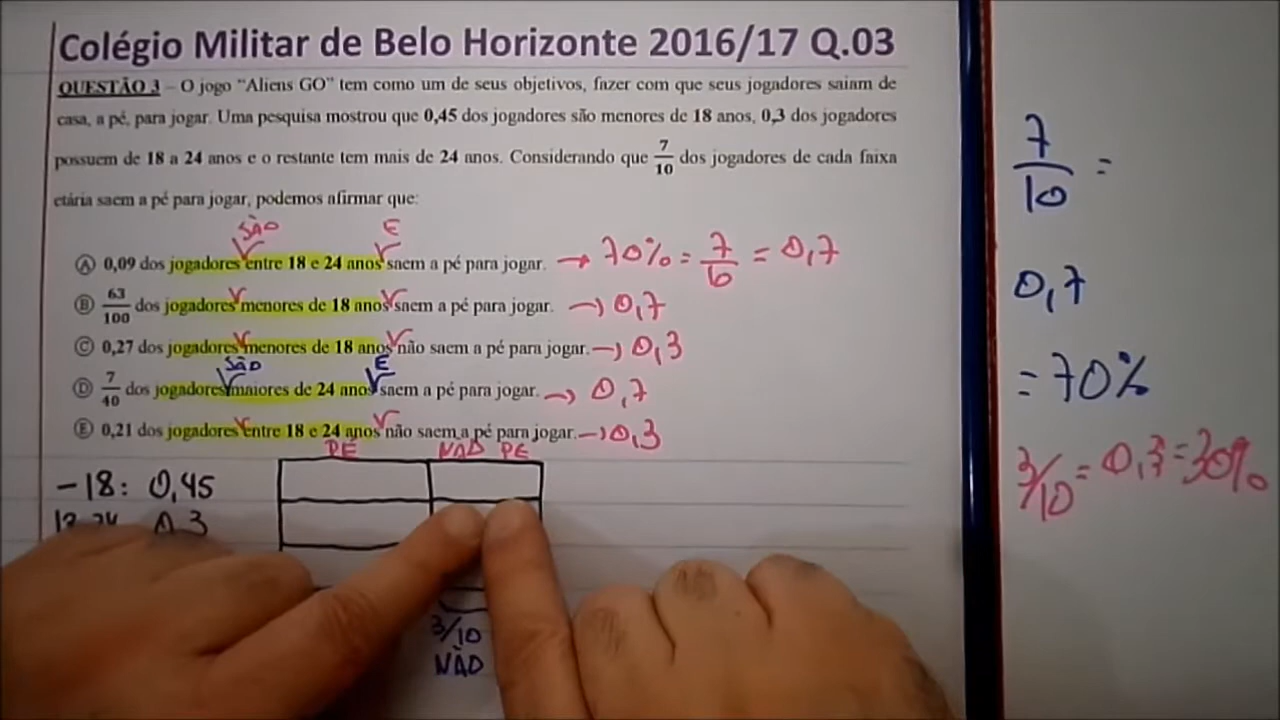 Colégio Militar de Belo Horizonte 2016/17 Q.03
QUESTÃO 3 – O jogo "Aliens GO" tem como um de seus objetivos, fazer com que seus jogadores saiam de
casa, a pé, para jogar. Uma pesquisa mostrou que 0,45 dos jogadores são menores de 18 anos, 0,3 dos jogadores
possuem de 18 a 24 anos e o restante tem mais de 24 anos. Considerando que 7/10 dos jogadores de cada faixa
etária saem a pé para jogar, podemos afirmar que:
SÃO E
A 0,09 dos jogadores entre 18 e 24 anos saem a pé para jogar. → 70% = 7/6 = 0,7
B 63/100 dos jogadores menores de 18 anos saem a pé para jogar. → 0,7
C 0,27 dos jogadores menores de 18 anos não saem a pé para jogar. → 0,3
SÃO E
D 7/40 dos jogadores maiores de 24 anos saem a pé para jogar. → 0,7
E 0,21 dos jogadores entre 18 e 24 anos não saem a pé para jogar. → 0,3
PÉ NÃO PE
-18: 0,45
0,3
3/10
NÃO
7/10 =
0,7
= 70%
3/10 = 0,3 = 30%